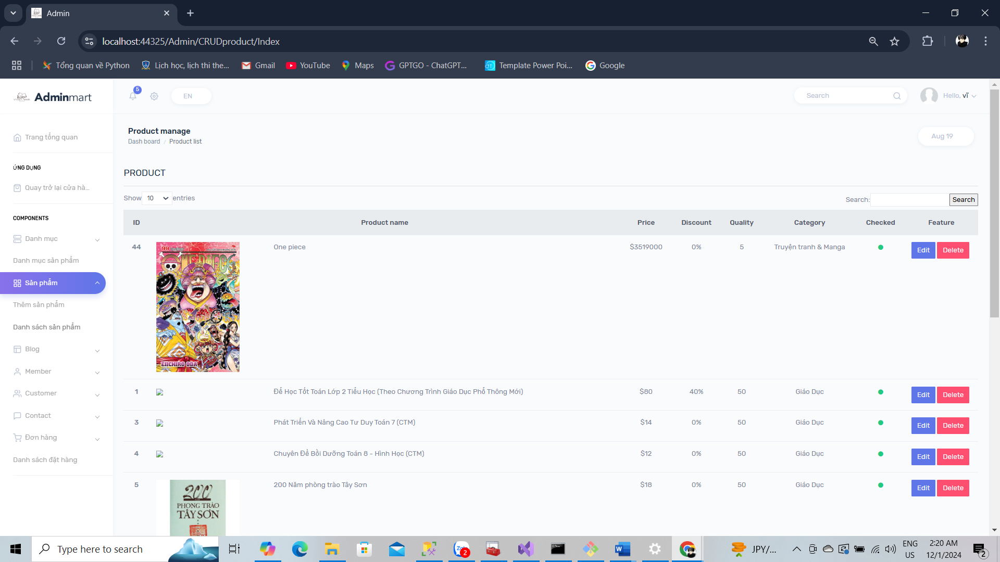 Admin
localhost:44325/Admin/CRUDproduct/Index
Tổng quan về Python
Lịch học, lịch thi the...
Gmail
YouTube
Maps
GPTGO - ChatGPT...
Template Power Poi...
Google
Adminmart
5
EN
Search
Hello, vĩ
Trang tổng quan
ỨNG DỤNG
Quay trở lại cửa hà...
COMPONENTS
Danh mục
Danh mục sản phẩm
Sản phẩm
Thêm sản phẩm
Danh sách sản phẩm
Blog
Member
Customer
Contact
Đơn hàng
Danh sách đặt hàng
Product manage
Dash board / Product list
Aug 19
PRODUCT
Show 10 entries
Search: Search
ID Product name Price Discount Quality Category Checked Feature
44 One piece $3519000 0% 5 Truyện tranh & Manga Edit Delete
99
ONE PIECE
EIICHIRO ODA
1 Để Học Tốt Toán Lớp 2 Tiểu Học (Theo Chương Trình Giáo Dục Phổ Thông Mới) $80 40% 50 Giáo Dục Edit Delete
3 Phát Triển Và Nâng Cao Tư Duy Toán 7 (CTM) $14 0% 50 Giáo Dục Edit Delete
4 Chuyên Đề Bồi Dưỡng Toán 8 - Hình Học (CTM) $12 0% 50 Giáo Dục Edit Delete
5 200 Năm phòng trào Tây Sơn $18 0% 50 Giáo Dục Edit Delete
200
PHONG TRÀO
TÂY SƠN
Type here to search
Zalo
2
JPY/...
ENG
US
2:20 AM
12/1/2024
2